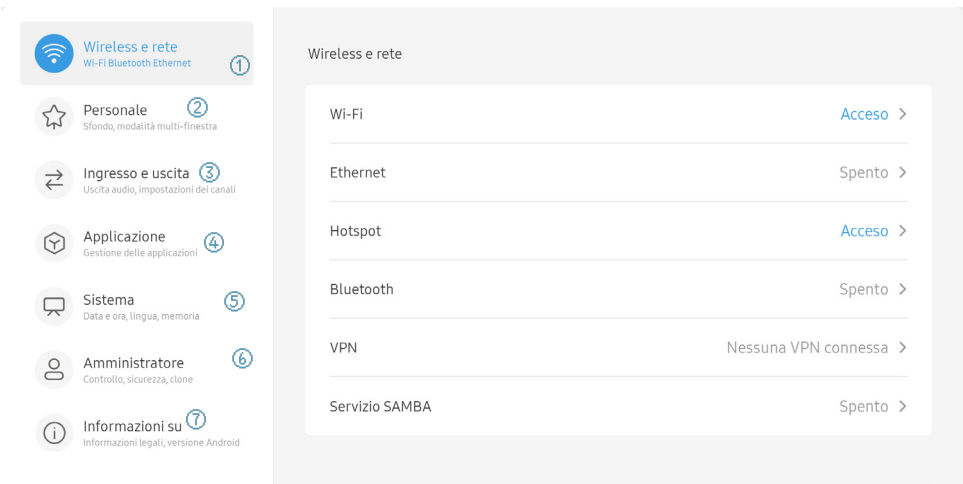 Wireless e rete
Wi-Fi Bluetooth Ethernet ①
Personale ②
Sfondo, modalità multi-finestra
Ingresso e uscita ③
Uscita audio, impostazioni dei canali
Applicazione ④
Gestione delle applicazioni
Sistema ⑤
Data e ora, lingua, memoria
Amministratore ⑥
Controllo, sicurezza, clone
Informazioni su ⑦
Informazioni legali, versione Android
Wireless e rete
Wi-Fi Acceso >
Ethernet Spento >
Hotspot Acceso >
Bluetooth Spento >
VPN Nessuna VPN connessa >
Servizio SAMBA Spento >